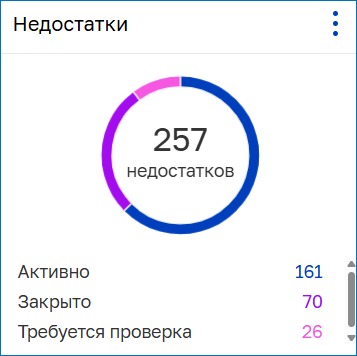 Недостатки
257
недостатков
Активно 161
Закрыто 70
Требуется проверка 26